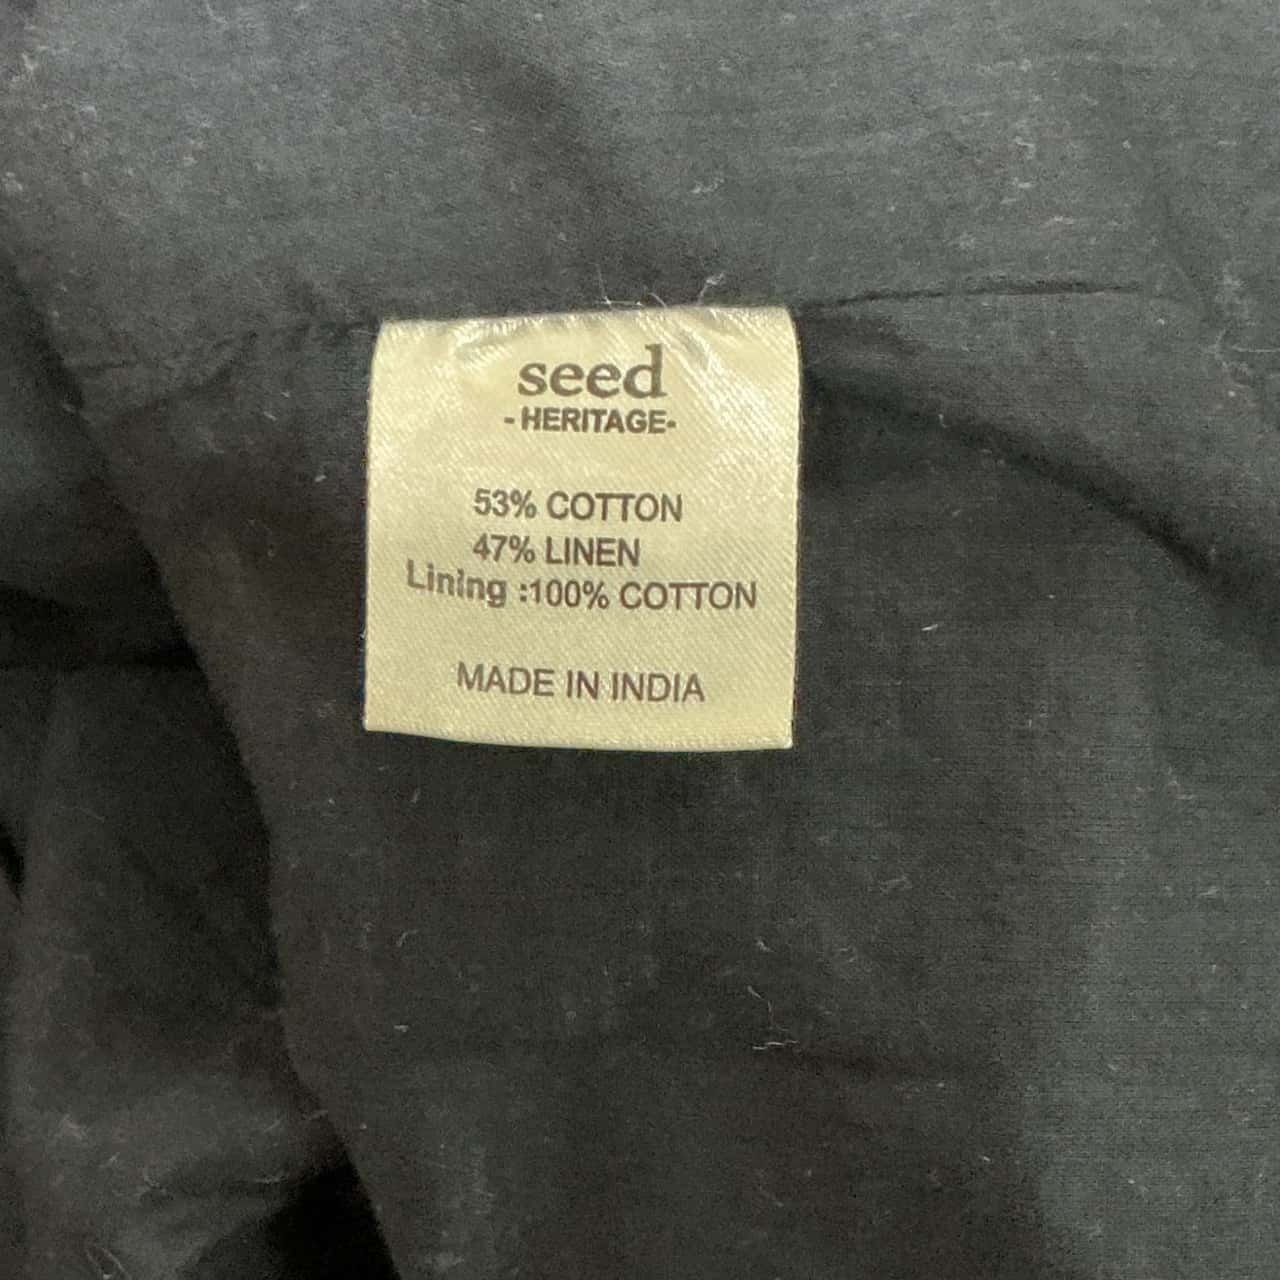 seed
-HERITAGE-
53% COTTON
47% LINEN
Lining :100% COTTON
MADE IN INDIA